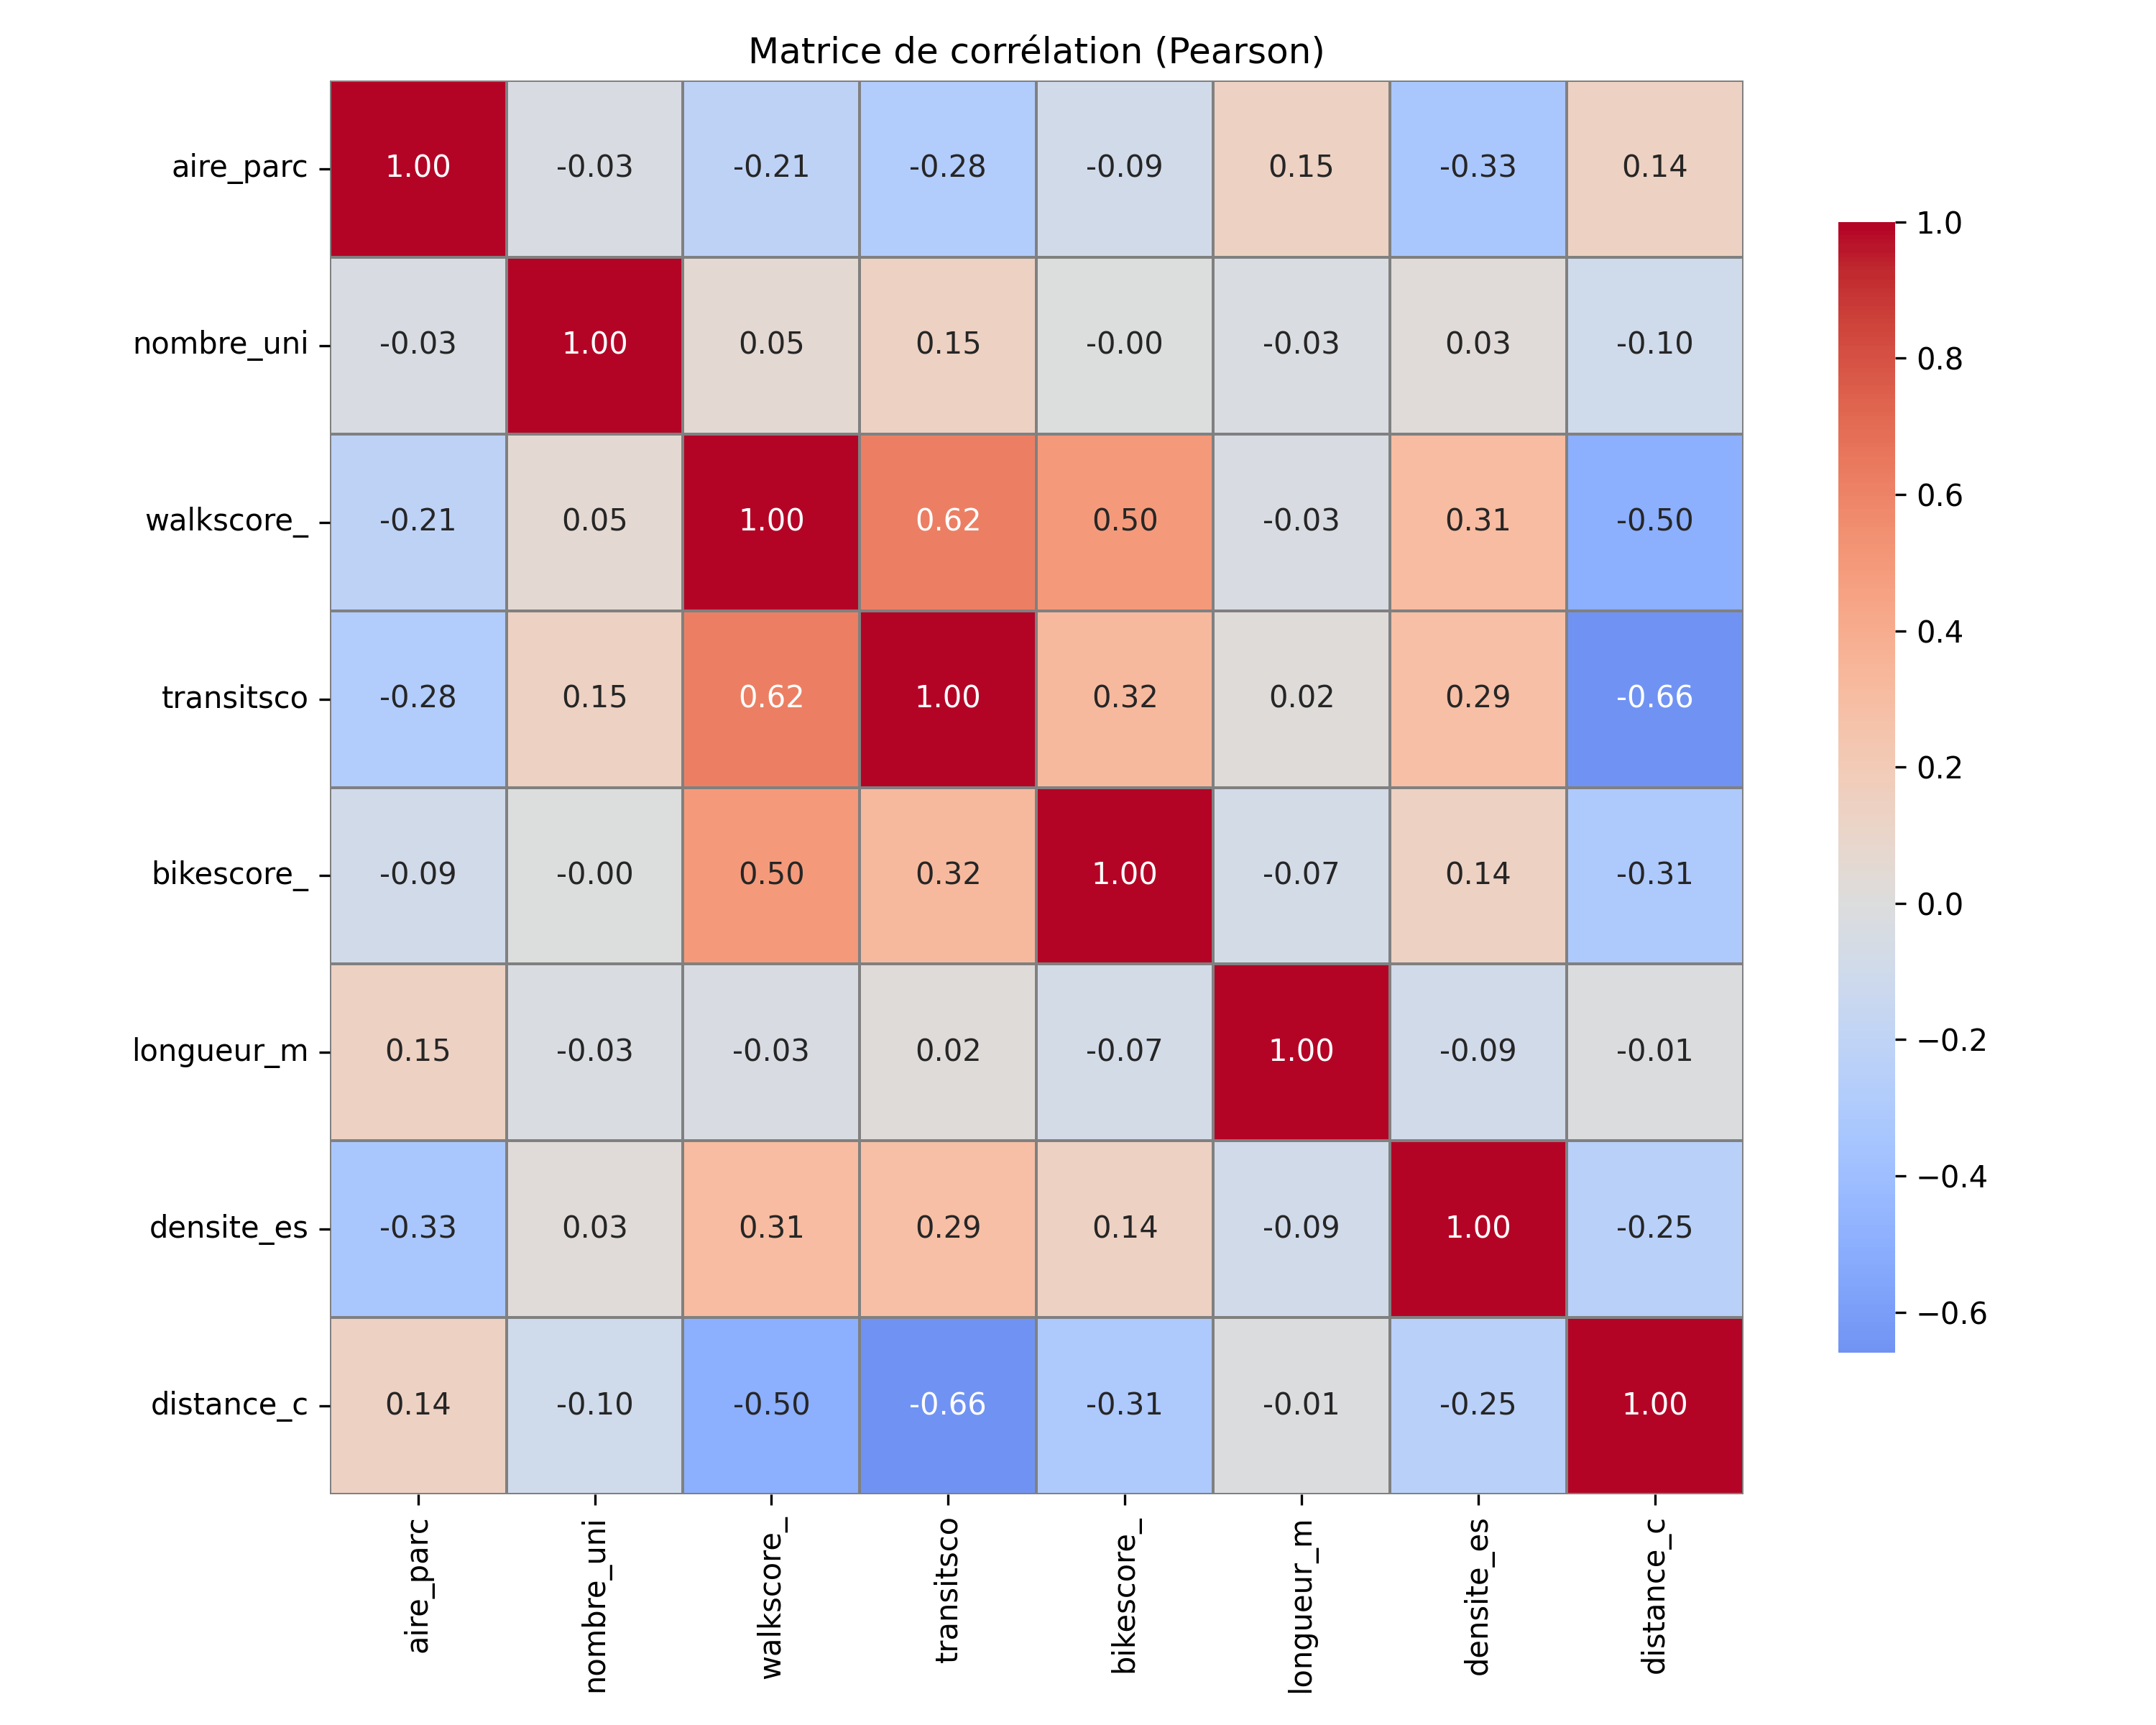 Matrice de corrélation (Pearson)
aire_parc 1.00 -0.03 -0.21 -0.28 -0.09 0.15 -0.33 0.14
nombre_uni -0.03 1.00 0.05 0.15 -0.00 -0.03 0.03 -0.10
walkscore_ -0.21 0.05 1.00 0.62 0.50 -0.03 0.31 -0.50
transitsco -0.28 0.15 0.62 1.00 0.32 0.02 0.29 -0.66
bikescore_ -0.09 -0.00 0.50 0.32 1.00 -0.07 0.14 -0.31
longueur_m 0.15 -0.03 -0.03 0.02 -0.07 1.00 -0.09 -0.01
densite_es -0.33 0.03 0.31 0.29 0.14 -0.09 1.00 -0.25
distance_c 0.14 -0.10 -0.50 -0.66 -0.31 -0.01 -0.25 1.00
aire_parc nombre_uni walkscore_ transitsco bikescore_ longueur_m densite_es distance_c
1.0
0.8
0.6
0.4
0.2
0.0
−0.2
−0.4
−0.6